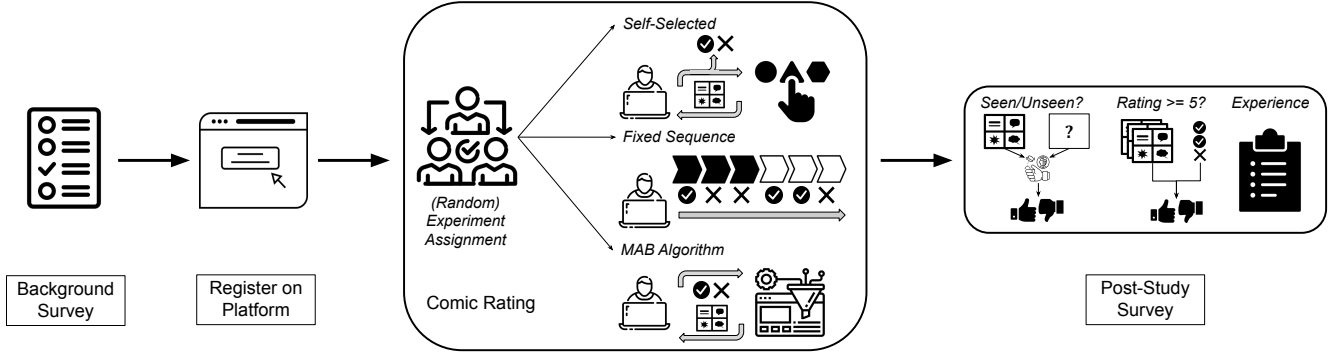 Background
Survey
Register on
Platform
(Random)
Experiment
Assignment
Comic Rating
Self-Selected
Fixed Sequence
MAB Algorithm
Seen/Unseen?
?
Rating >= 5?
Experience
Post-Study
Survey